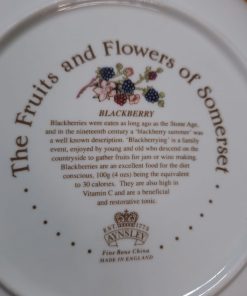 • The Fruits and Flowers of Somerset •
BLACKBERRY
Blackberries were eaten as long ago as the Stone Age,
and in the nineteenth century a 'blackberry summer' was
a well known description. 'Blackberrying' is a family
event, enjoyed by young and old who descend on the
countryside to gather fruits for jam or wine making.
Blackberries are an excellent food for the diet
conscious, 100g (4 ozs) being the equivalent
to 30 calories. They are also high in
Vitamin C and are a beneficial
and restorative tonic.
EST. 1775
AYNSLEY
Fine Bone China
MADE IN ENGLAND